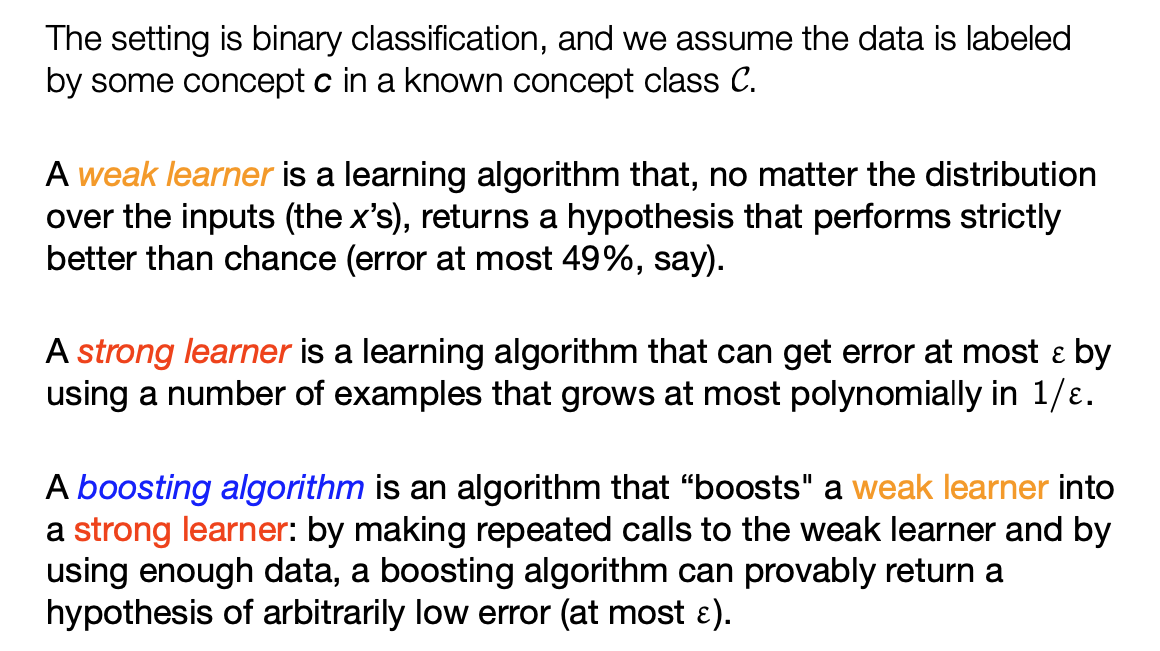 The setting is binary classification, and we assume the data is labeled
by some concept c in a known concept class 𝒞.
A weak learner is a learning algorithm that, no matter the distribution
over the inputs (the x’s), returns a hypothesis that performs strictly
better than chance (error at most 49%, say).
A strong learner is a learning algorithm that can get error at most ε by
using a number of examples that grows at most polynomially in 1/ε.
A boosting algorithm is an algorithm that “boosts" a weak learner into
a strong learner: by making repeated calls to the weak learner and by
using enough data, a boosting algorithm can provably return a
hypothesis of arbitrarily low error (at most ε).